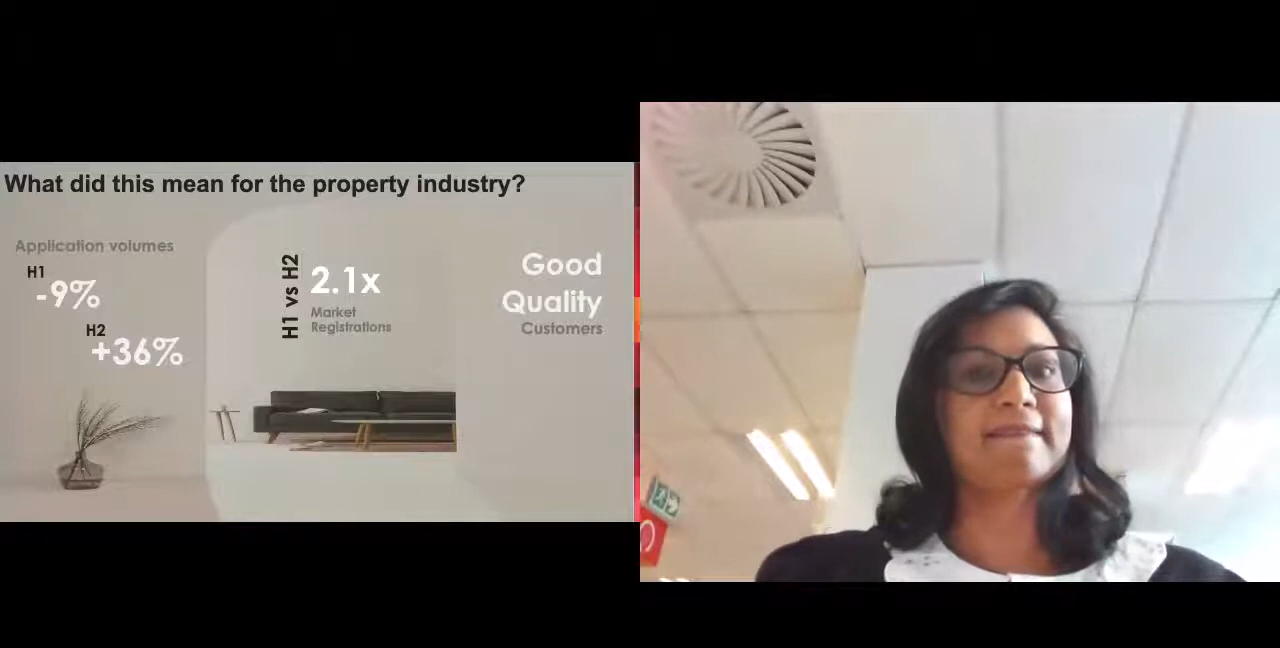 What did this mean for the property industry?
Application volumes
H1
-9%
H2
+36%
H1 vs H2
2.1x
Market
Registrations
Good
Quality
Customers